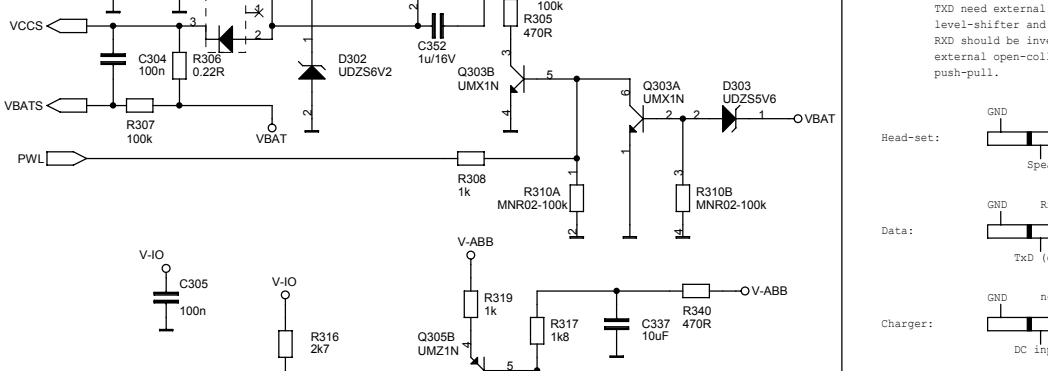 100k
R305
470R
TXD need external
level-shifter and
RXD should be inve
external open-coll
push-pull.
VCCS
3
1
2
2
C352
1u/16V
3
C304
100n
R306
0.22R
1
D302
UDZS6V2
2
Q303B
UMX1N
5
4
Q303A
UMX1N
6
D303
UDZS5V6
2
2
1
VBAT
VBATS
R307
100k
VBAT
GND
Head-set:
Spea
PWL
R308
1k
1
1
3
R310A
MNR02-100k
2
R310B
MNR02-100k
4
GND
R
Data:
TxD (
V-ABB
V-IO
C305
100n
V-IO
R319
1k
V-ABB
R340
470R
GND
n
R316
2k7
Q305B
UMZ1N
4
5
R317
1k8
C337
10uF
Charger:
DC inp